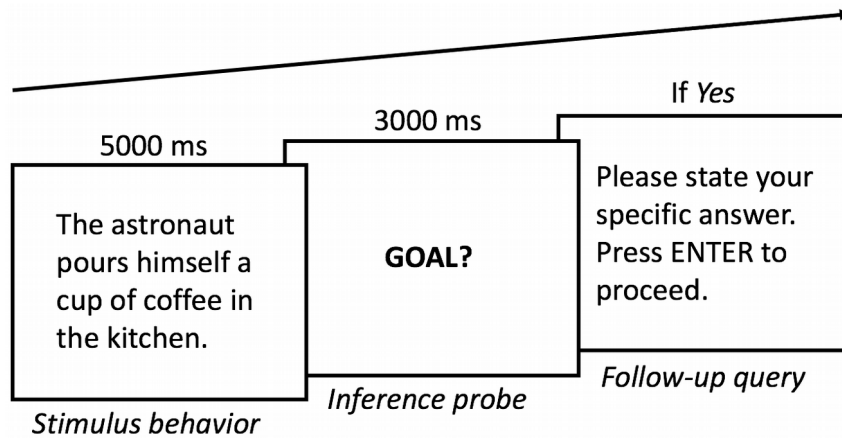 5000 ms
The astronaut
pours himself a
cup of coffee in
the kitchen.
Stimulus behavior
3000 ms
GOAL?
Inference probe
If Yes
Please state your
specific answer.
Press ENTER to
proceed.
Follow-up query